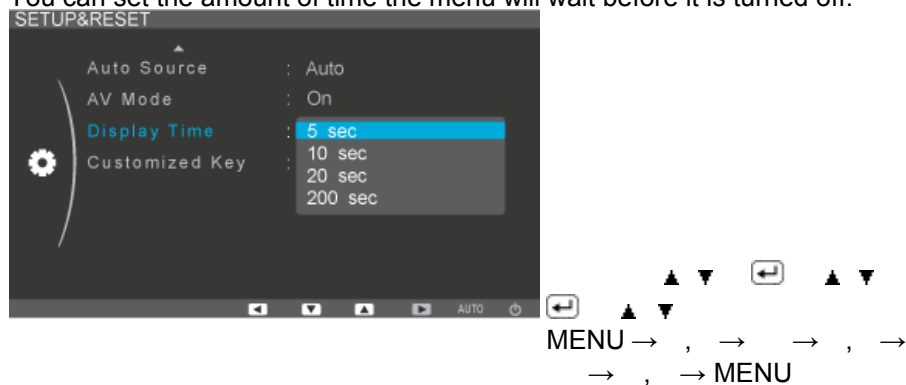 You can set the amount of time the menu will wait before it is turned off.
SETUP&RESET
Auto Source : Auto
AV Mode : On
Display Time : 5 sec
10 sec
Customized Key :
20 sec
200 sec
AUTO
MENU → , → → , →
→ , → MENU